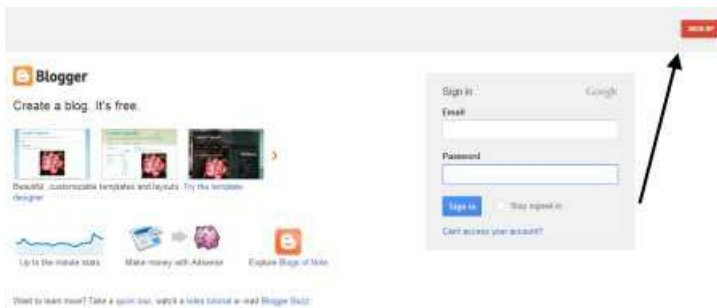 SIGN UP
Blogger
Create a blog. It's free.
Beautiful, customizable templates and layouts. Try the template
designer
Up to the minute stats
Make money with Adsense
Explore Blogs of Note
Want to learn more? Take a quick tour, watch a video tutorial or read Blogger Buzz
Sign in Google
Email
Password
Sign in Stay signed in
Can't access your account?